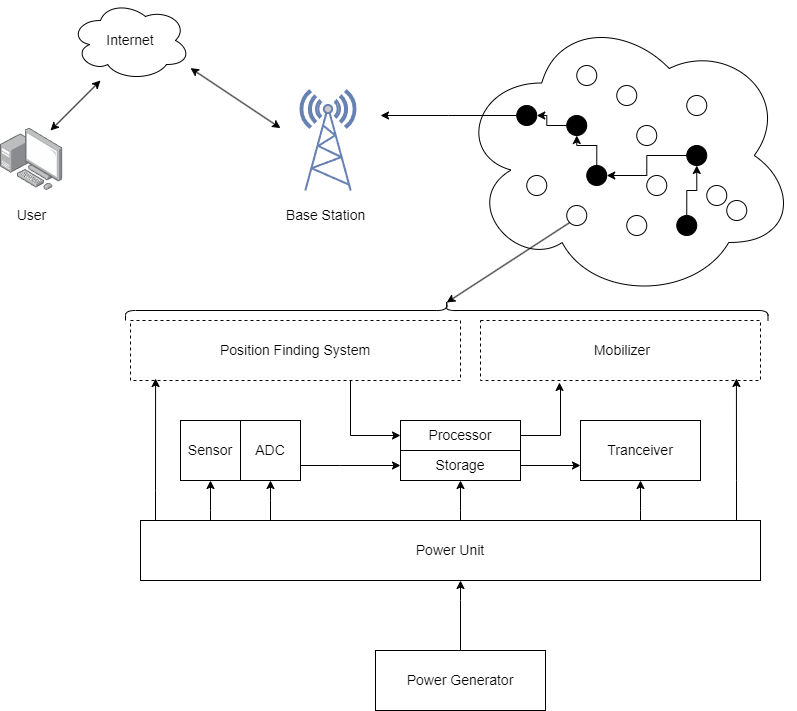 Internet
User
Base Station
Position Finding System
Mobilizer
Sensor
ADC
Processor
Storage
Tranceiver
Power Unit
Power Generator